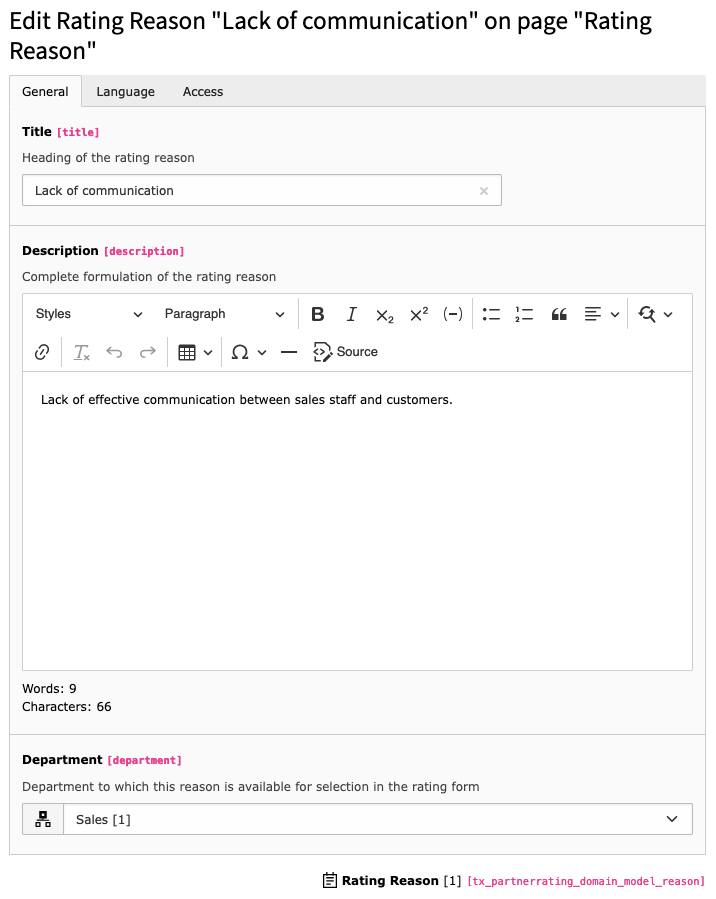 Edit Rating Reason "Lack of communication" on page "Rating
Reason"
General Language Access
Title [title]
Heading of the rating reason
Lack of communication
Description [description]
Complete formulation of the rating reason
Styles Paragraph
Source
Lack of effective communication between sales staff and customers.
Words: 9
Characters: 66
Department [department]
Department to which this reason is available for selection in the rating form
Sales [1]
Rating Reason [1] [tx_partnerrating_domain_model_reason]